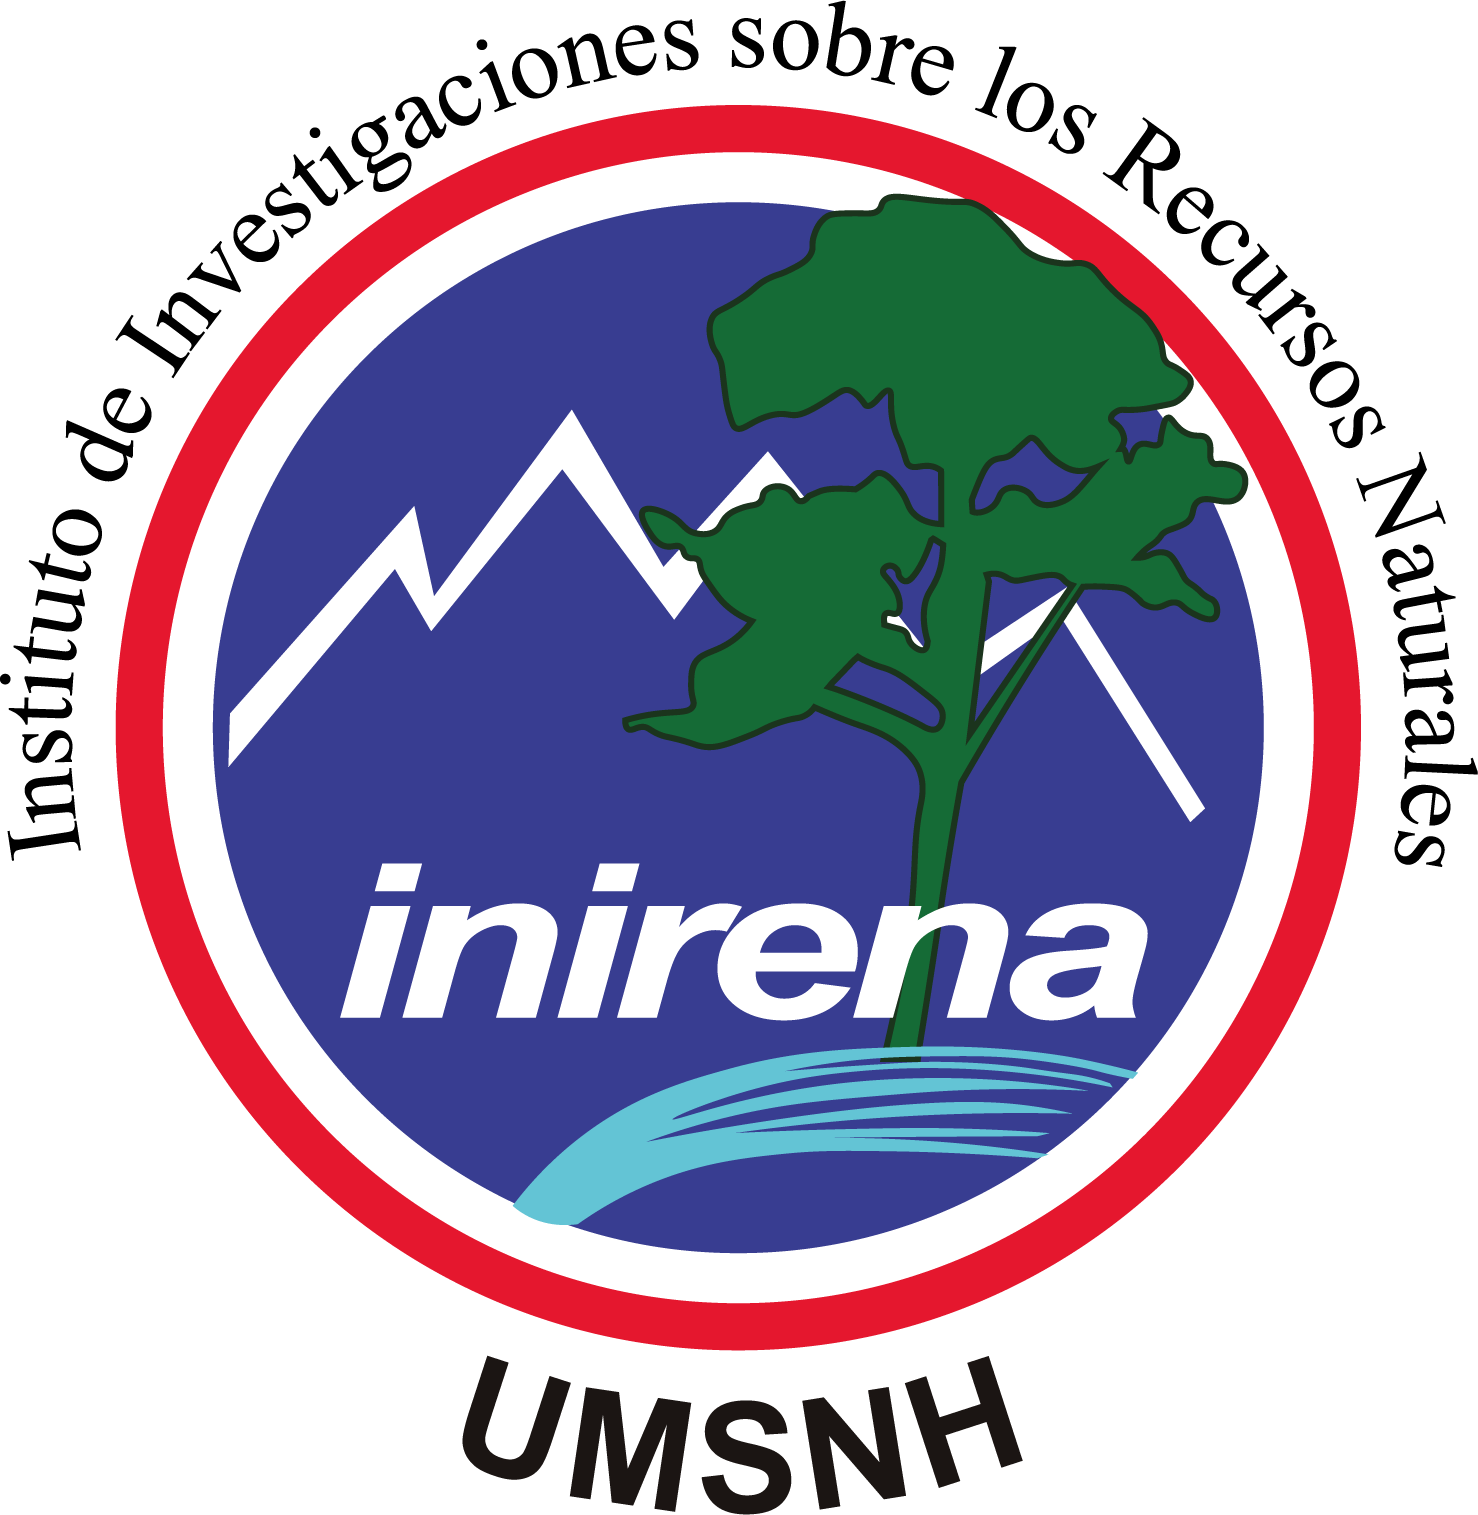 Instituto de Investigaciones sobre los Recursos Naturales
inirena
UMSNH